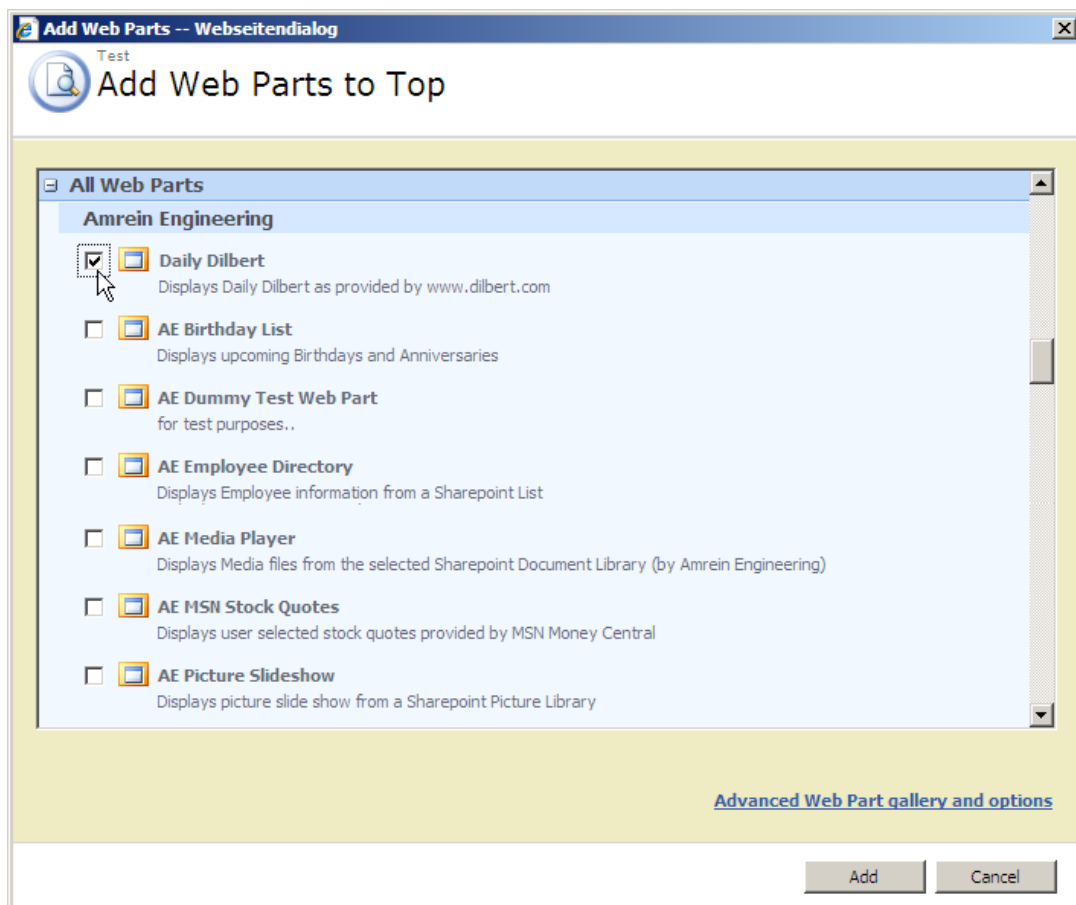 Add Web Parts -- Webseitendialog
Test
Add Web Parts to Top
All Web Parts
Amrein Engineering
Daily Dilbert
Displays Daily Dilbert as provided by www.dilbert.com
AE Birthday List
Displays upcoming Birthdays and Anniversaries
AE Dummy Test Web Part
for test purposes..
AE Employee Directory
Displays Employee information from a Sharepoint List
AE Media Player
Displays Media files from the selected Sharepoint Document Library (by Amrein Engineering)
AE MSN Stock Quotes
Displays user selected stock quotes provided by MSN Money Central
AE Picture Slideshow
Displays picture slide show from a Sharepoint Picture Library
Advanced Web Part gallery and options
Add Cancel